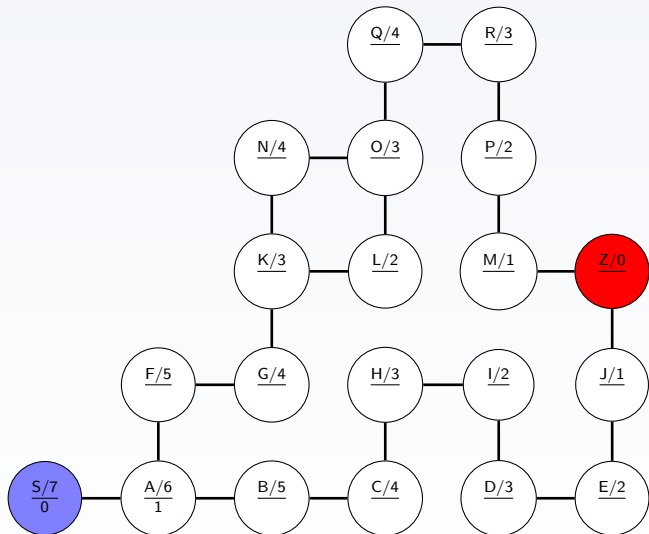 Q/4 R/3
N/4 O/3 P/2
K/3 L/2 M/1 Z/0
F/5 G/4 H/3 I/2 J/1
S/7 A/6 B/5 C/4 D/3 E/2
0 1